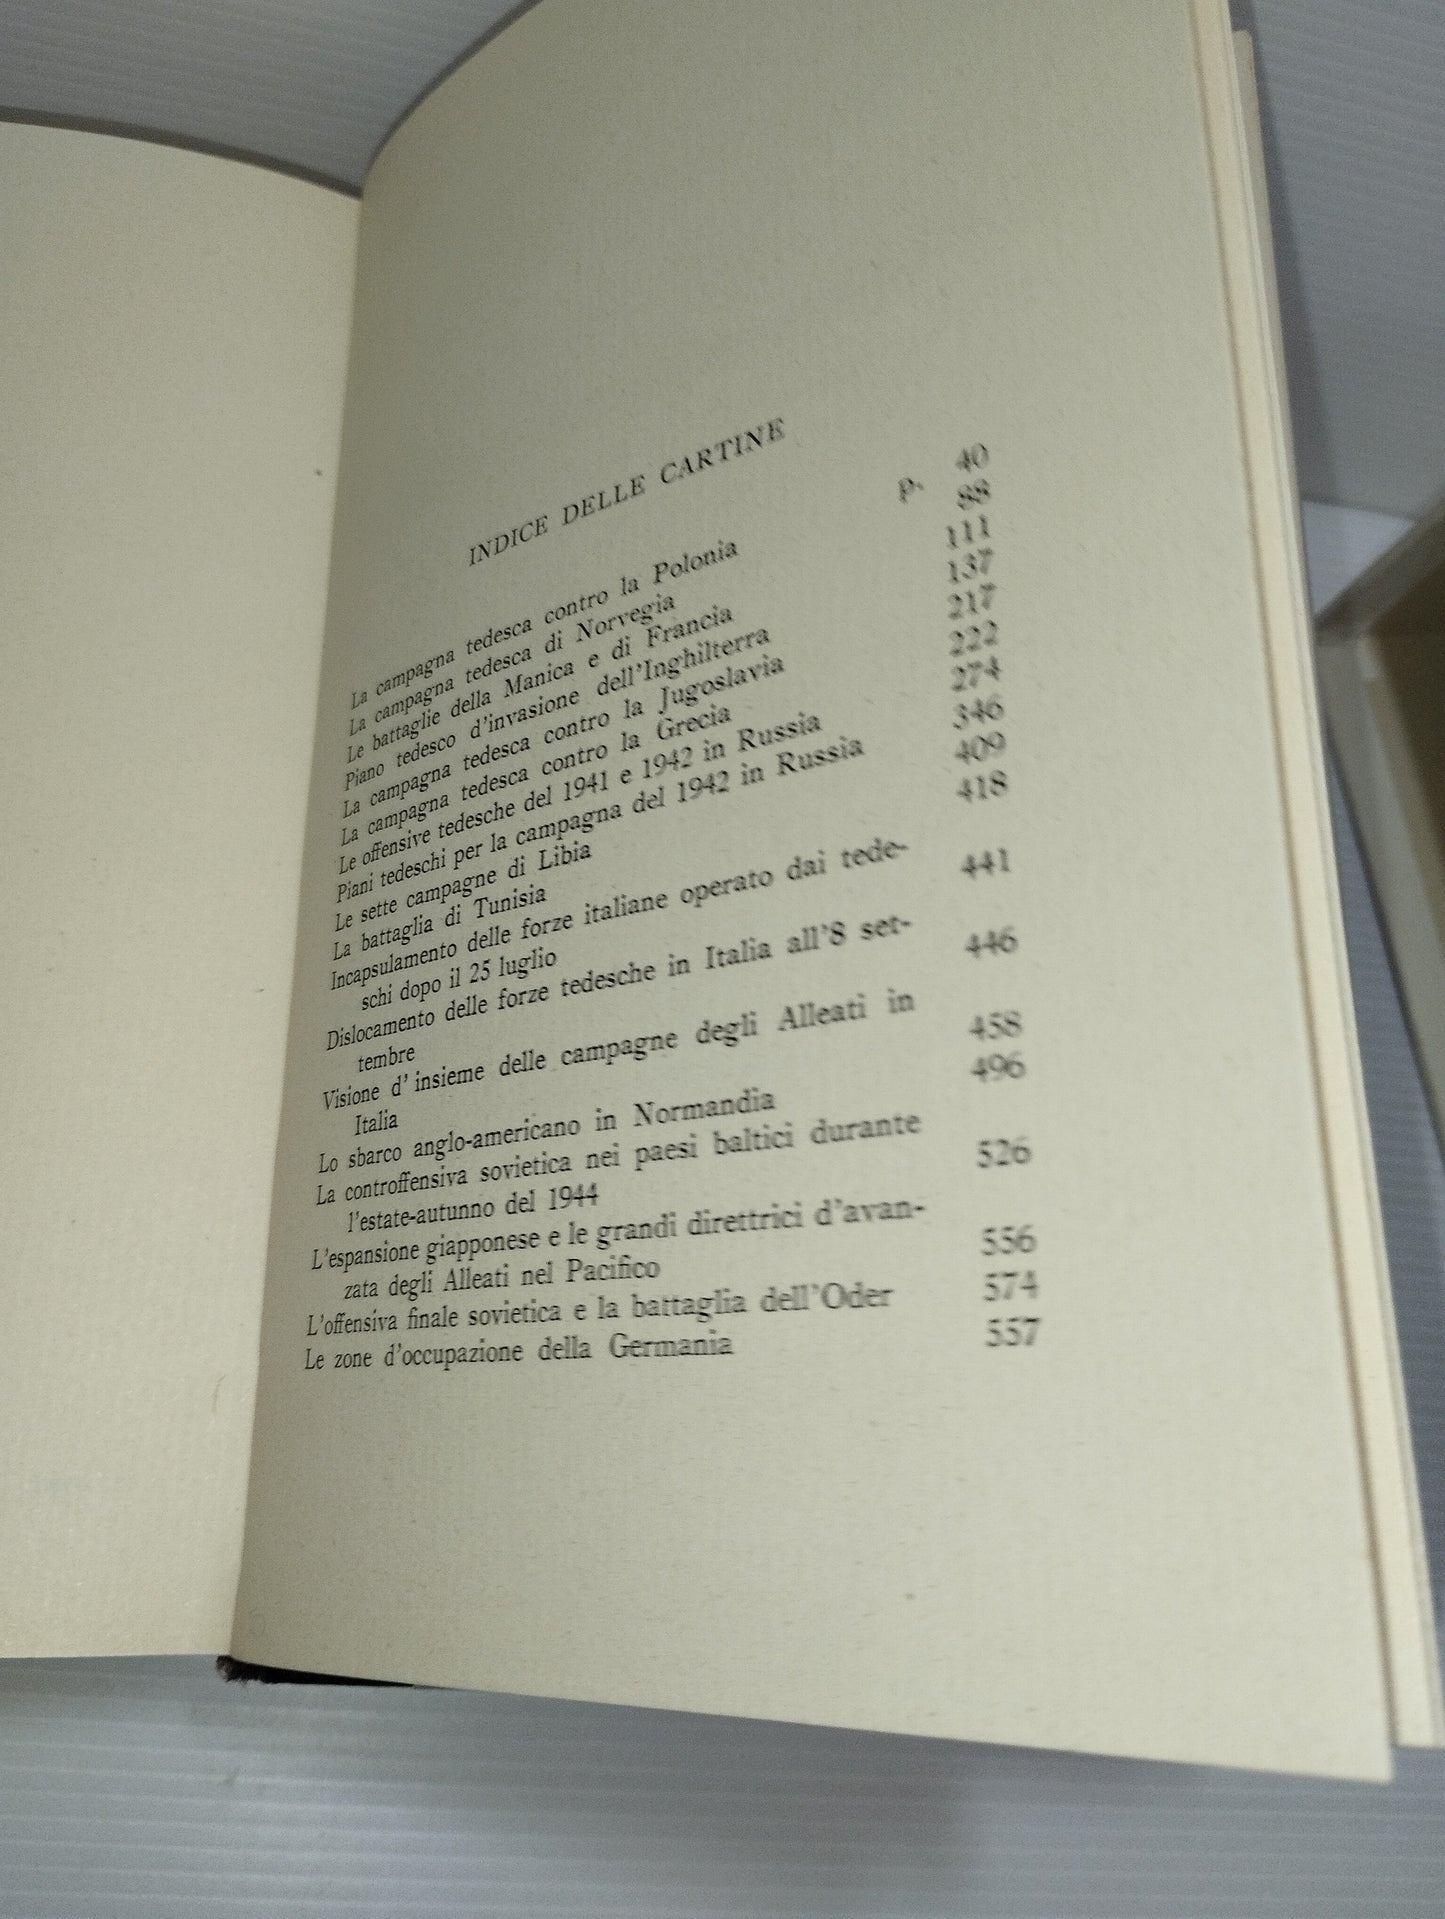 INDICE DELLE CARTINE
La campagna tedesca contro la Polonia p. 40
La campagna tedesca di Norvegia 88
Le battaglie della Manica e di Francia 111
Piano tedesco d'invasione dell'Inghilterra 137
La campagna tedesca contro la Jugoslavia 217
La campagna tedesca contro la Grecia 222
Le offensive tedesche del 1941 e 1942 in Russia 274
Piani tedeschi per la campagna del 1942 in Russia 346
Le sette campagne di Libia 409
La battaglia di Tunisia 418
Incapsulamento delle forze italiane operato dai tede-
schi dopo il 25 luglio 441
Dislocamento delle forze tedesche in Italia all'8 set-
tembre 446
Visione d'insieme delle campagne degli Alleati in
Italia 458
Lo sbarco anglo-americano in Normandia 496
La controffensiva sovietica nei paesi baltici durante
l'estate-autunno del 1944 526
L'espansione giapponese e le grandi direttrici d'avan-
zata degli Alleati nel Pacifico 556
L'offensiva finale sovietica e la battaglia dell'Oder 574
Le zone d'occupazione della Germania 557